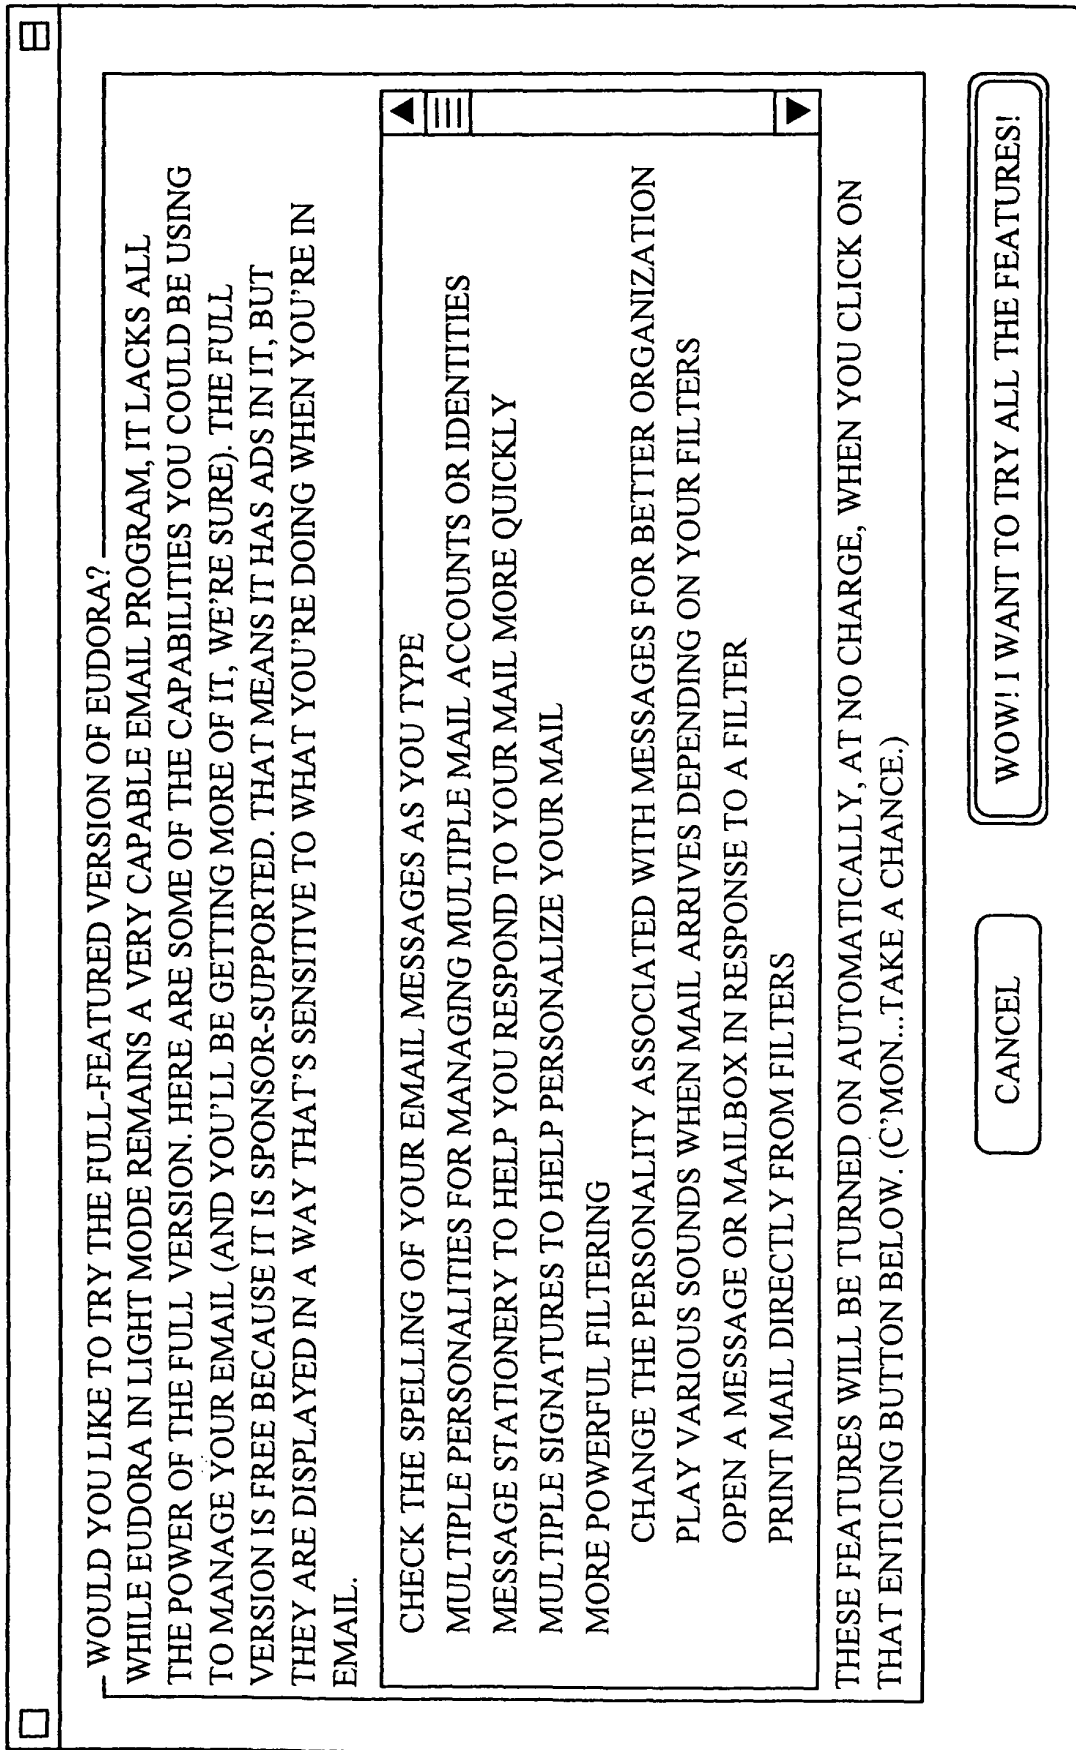 WOULD YOU LIKE TO TRY THE FULL-FEATURED VERSION OF EUDORA?
WHILE EUDORA IN LIGHT MODE REMAINS A VERY CAPABLE EMAIL PROGRAM, IT LACKS ALL
THE POWER OF THE FULL VERSION. HERE ARE SOME OF THE CAPABILITIES YOU COULD BE USING
TO MANAGE YOUR EMAIL (AND YOU'LL BE GETTING MORE OF IT, WE'RE SURE). THE FULL
VERSION IS FREE BECAUSE IT IS SPONSOR-SUPPORTED. THAT MEANS IT HAS ADS IN IT, BUT
THEY ARE DISPLAYED IN A WAY THAT'S SENSITIVE TO WHAT YOU'RE DOING WHEN YOU'RE IN
EMAIL.
CHECK THE SPELLING OF YOUR EMAIL MESSAGES AS YOU TYPE
MULTIPLE PERSONALITIES FOR MANAGING MULTIPLE MAIL ACCOUNTS OR IDENTITIES
MESSAGE STATIONERY TO HELP YOU RESPOND TO YOUR MAIL MORE QUICKLY
MULTIPLE SIGNATURES TO HELP PERSONALIZE YOUR MAIL
MORE POWERFUL FILTERING
CHANGE THE PERSONALITY ASSOCIATED WITH MESSAGES FOR BETTER ORGANIZATION
PLAY VARIOUS SOUNDS WHEN MAIL ARRIVES DEPENDING ON YOUR FILTERS
OPEN A MESSAGE OR MAILBOX IN RESPONSE TO A FILTER
PRINT MAIL DIRECTLY FROM FILTERS
THESE FEATURES WILL BE TURNED ON AUTOMATICALLY, AT NO CHARGE, WHEN YOU CLICK ON
THAT ENTICING BUTTON BELOW. (C'MON...TAKE A CHANCE.)
CANCEL
WOW! I WANT TO TRY ALL THE FEATURES!